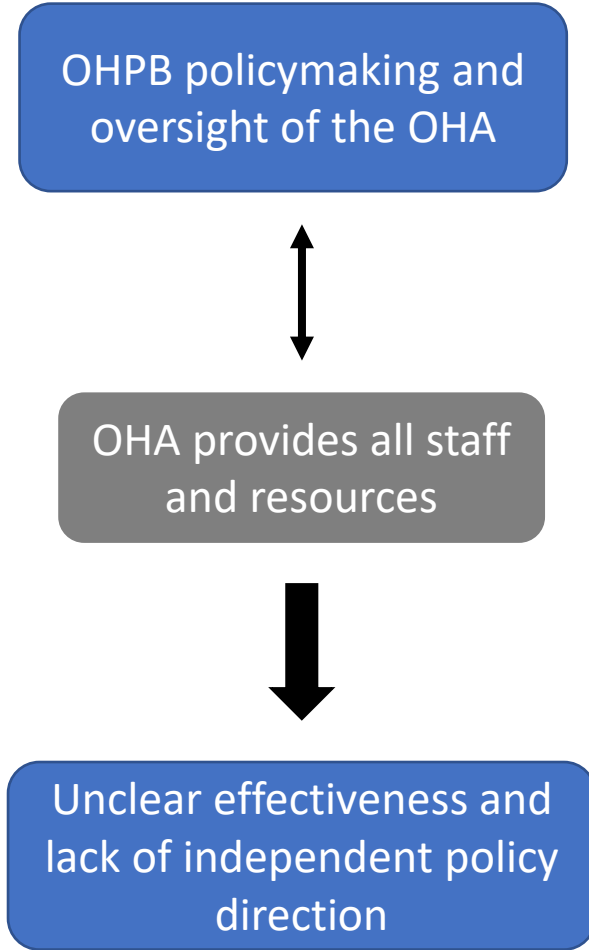 OHPB policymaking and
oversight of the OHA
OHA provides all staff
and resources
Unclear effectiveness and
lack of independent policy
direction